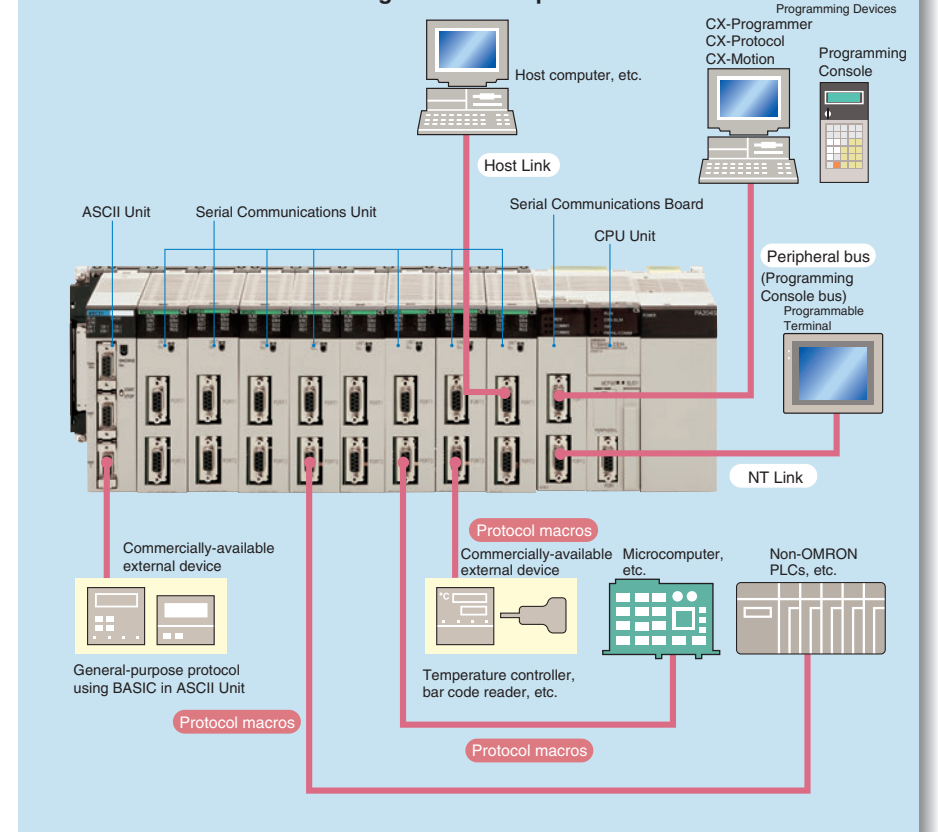 Programming Devices
CX-Programmer
CX-Protocol
CX-Motion
Programming
Console
Host computer, etc.
Host Link
ASCII Unit
Serial Communications Unit
Serial Communications Board
CPU Unit
Peripheral bus
(Programming
Console bus)
Programmable
Terminal
NT Link
Protocol macros
Commercially-available
external device
Commercially-available
external device
Microcomputer,
etc.
Non-OMRON
PLCs, etc.
°C
General-purpose protocol
using BASIC in ASCII Unit
Temperature controller,
bar code reader, etc.
Protocol macros
Protocol macros